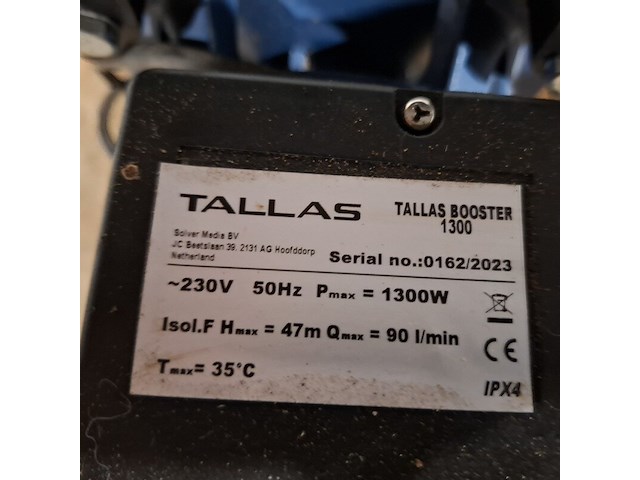 TALLAS
TALLAS BOOSTER
1300
Solver Media BV
JC Beetslaan 39, 2131 AG Hoofddorp
Netherland
Serial no.:0162/2023
~230V 50Hz Pmax = 1300W
Isol.F Hmax = 47m Qmax = 90 l/min
Tmax= 35°C
CE
IPX4